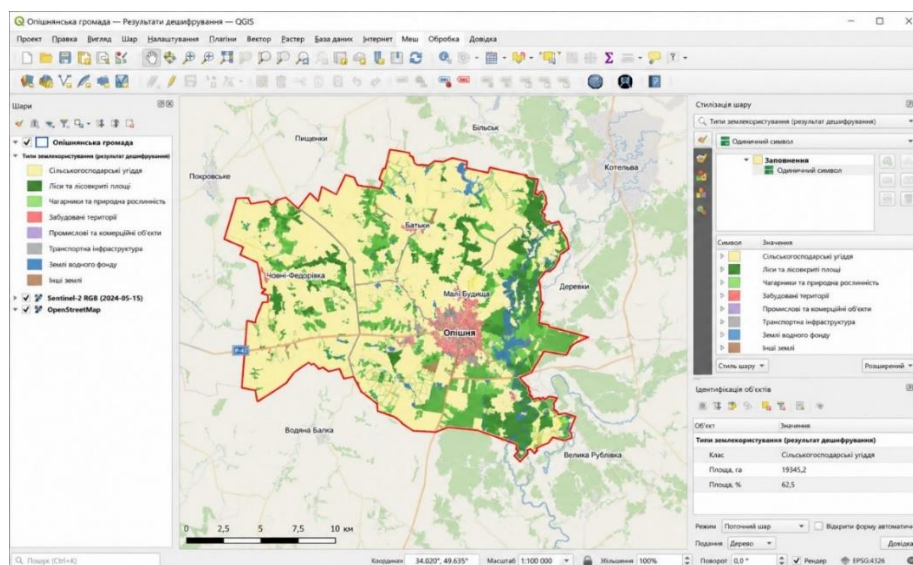 Опішнянська громада — Результати дешифрування — QGIS
Проект Правка Вигляд Шар Налаштування Плагіни Вектор Растер База даних Інтернет Меш Обробка Довідка
Шари
Опішнянська громада
Типи землекористування (результат дешифрування)
Сільськогосподарські угіддя
Ліси та лісовкриті площі
Чагарники та природна рослинність
Забудовані території
Промислові та комерційні об'єкти
Транспортна інфраструктура
Землі водного фонду
Інші землі
Sentinel-2 RGB (2024-05-15)
OpenStreetMap
Більськ
Пищенки
Котельва
Покровське
Батьки
Човні-Федорівка
Деревки
Малі Будища
Опішня
Р-42
Водяна Балка
Велика Рублівка
0 2,5 5 7,5 10 км
Стилізація шару
Типи землекористування (результат дешифрування)
Одиничний символ
Заповнення
Одиничний символ
Символ Значення
Сільськогосподарські угіддя
Ліси та лісовкриті площі
Чагарники та природна рослинність
Забудовані території
Промислові та комерційні об'єкти
Транспортна інфраструктура
Землі водного фонду
Інші землі
Стиль шару Розширений
Ідентифікація об'єктів
Об'єкт Значення
Типи землекористування (результат дешифрування)
Клас Сільськогосподарські угіддя
Площа, га 19345,2
Площа, % 62,5
Режим Поточний шар Відкрити форму автоматичн
Подання Дерево Довідка
Пошук (Ctrl+K) Координати 34.020°, 49.635° Масштаб 1:100 000 Збільшення 100% Поворот 0,0 ° Рендер EPSG:4326